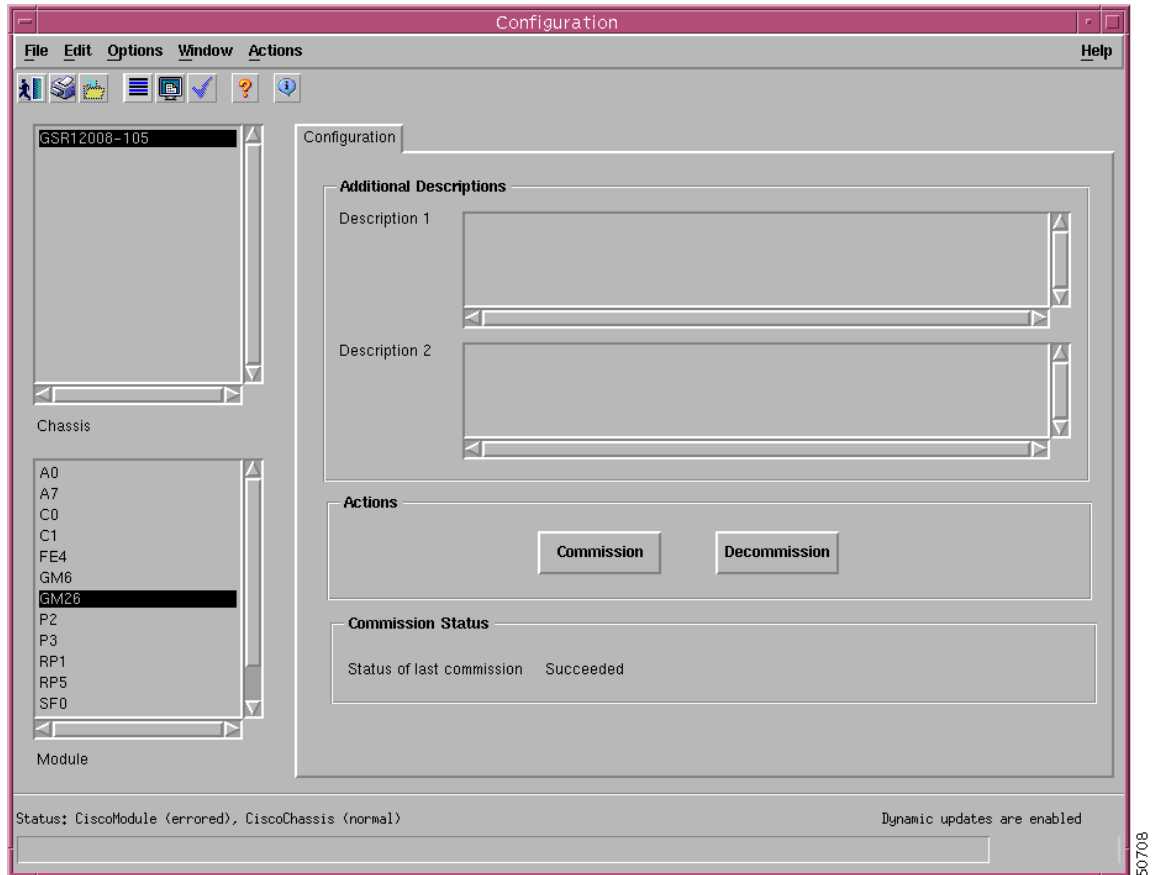 Configuration
File Edit Options Window Actions Help
GSR12008-105
Chassis
A0
A7
C0
C1
FE4
GM6
GM26
P2
P3
RP1
RP5
SF0
Module
Configuration
Additional Descriptions
Description 1
Description 2
Actions
Commission Decommission
Commission Status
Status of last commission Succeeded
Status: CiscoModule (errored), CiscoChassis (normal) Dynamic updates are enabled
50708